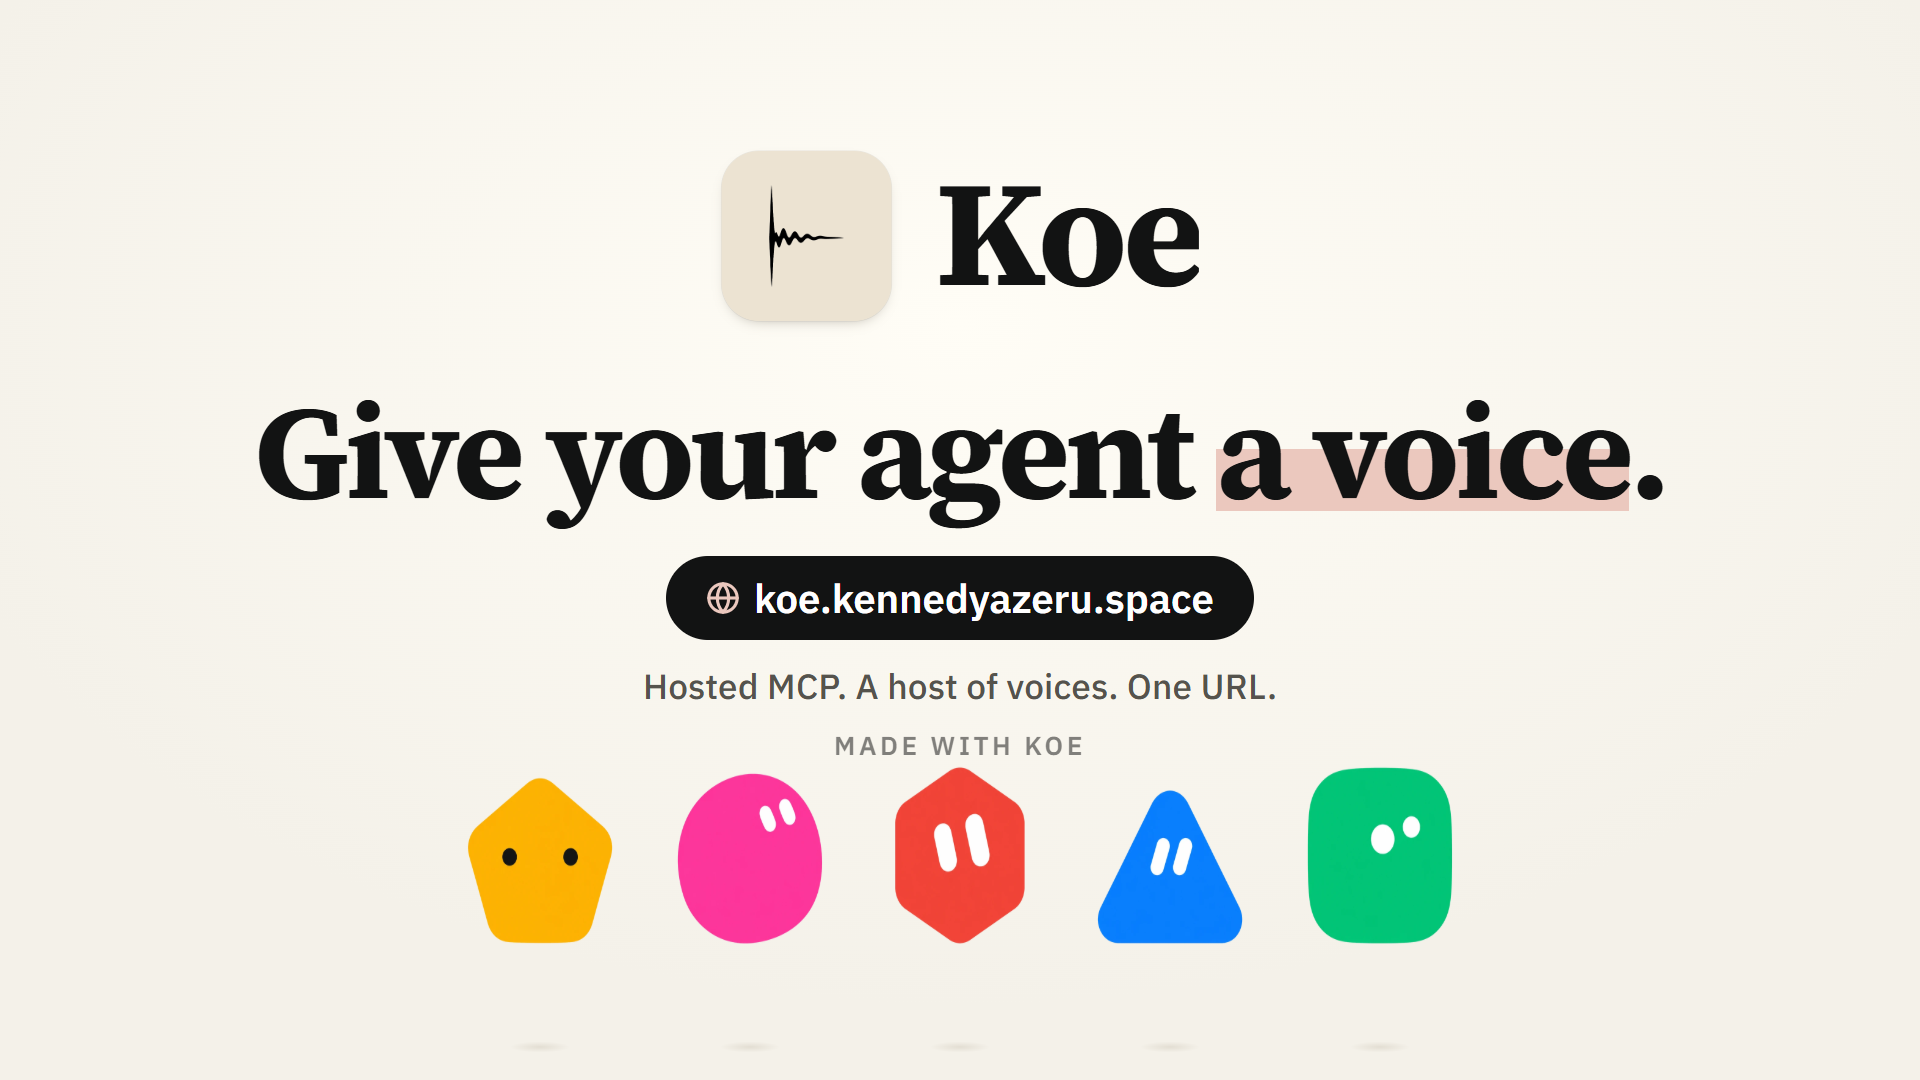 Koe
Give your agent a voice.
koe.kennedyazeru.space
Hosted MCP. A host of voices. One URL.
MADE WITH KOE